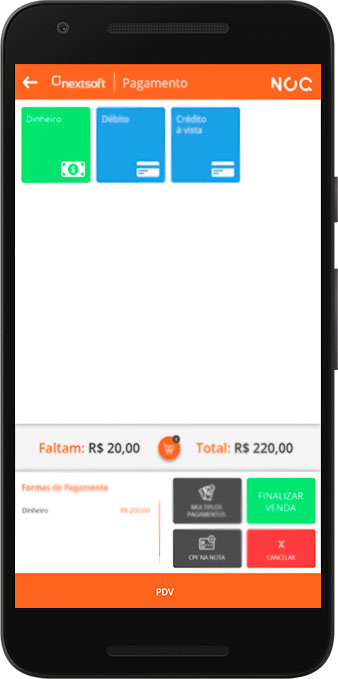 nextsoft Pagamento NOC
Dinheiro
Débito
Crédito
à vista
Faltam: R$ 20,00
Total: R$ 220,00
Formas de Pagamento
Dinheiro R$ 200,00
MULTIPLOS
PAGAMENTOS
FINALIZAR
VENDA
CPF NA NOTA
X
CANCELAR
PDV